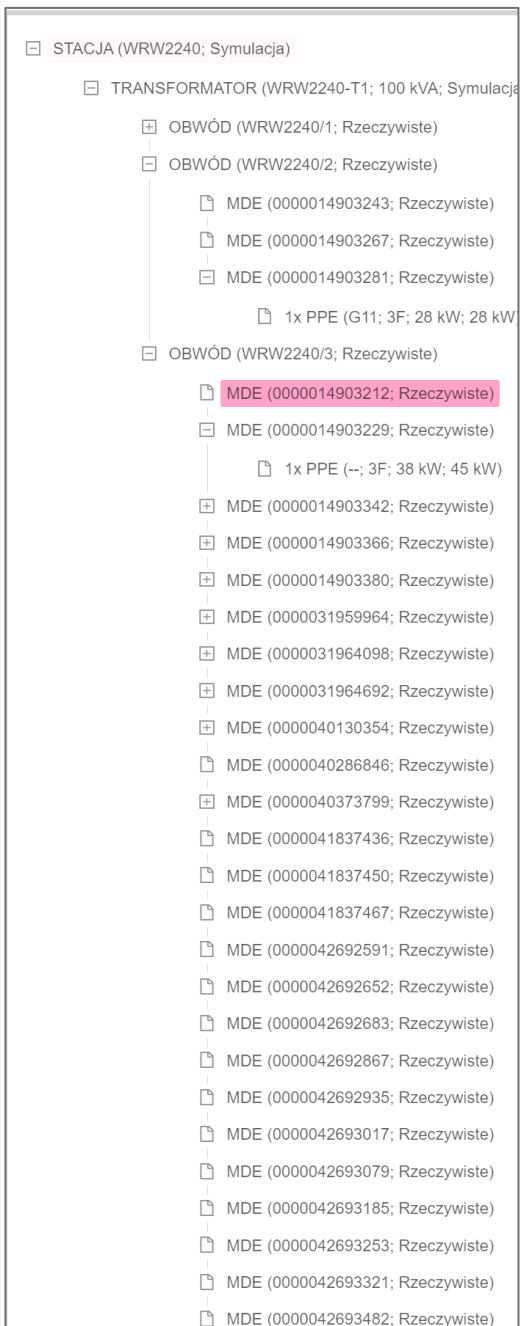 STACJA (WRW2240; Symulacja)
TRANSFORMATOR (WRW2240-T1; 100 kVA; Symulacja
OBWÓD (WRW2240/1; Rzeczywiste)
OBWÓD (WRW2240/2; Rzeczywiste)
MDE (0000014903243; Rzeczywiste)
MDE (0000014903267; Rzeczywiste)
MDE (0000014903281; Rzeczywiste)
1x PPE (G11; 3F; 28 kW; 28 kW)
OBWÓD (WRW2240/3; Rzeczywiste)
MDE (0000014903212; Rzeczywiste)
MDE (0000014903229; Rzeczywiste)
1x PPE (--; 3F; 38 kW; 45 kW)
MDE (0000014903342; Rzeczywiste)
MDE (0000014903366; Rzeczywiste)
MDE (0000014903380; Rzeczywiste)
MDE (0000031959964; Rzeczywiste)
MDE (0000031964098; Rzeczywiste)
MDE (0000031964692; Rzeczywiste)
MDE (0000040130354; Rzeczywiste)
MDE (0000040286846; Rzeczywiste)
MDE (0000040373799; Rzeczywiste)
MDE (0000041837436; Rzeczywiste)
MDE (0000041837450; Rzeczywiste)
MDE (0000041837467; Rzeczywiste)
MDE (0000042692591; Rzeczywiste)
MDE (0000042692652; Rzeczywiste)
MDE (0000042692683; Rzeczywiste)
MDE (0000042692867; Rzeczywiste)
MDE (0000042692935; Rzeczywiste)
MDE (0000042693017; Rzeczywiste)
MDE (0000042693079; Rzeczywiste)
MDE (0000042693185; Rzeczywiste)
MDE (0000042693253; Rzeczywiste)
MDE (0000042693321; Rzeczywiste)
MDE (0000042693482; Rzeczywiste)